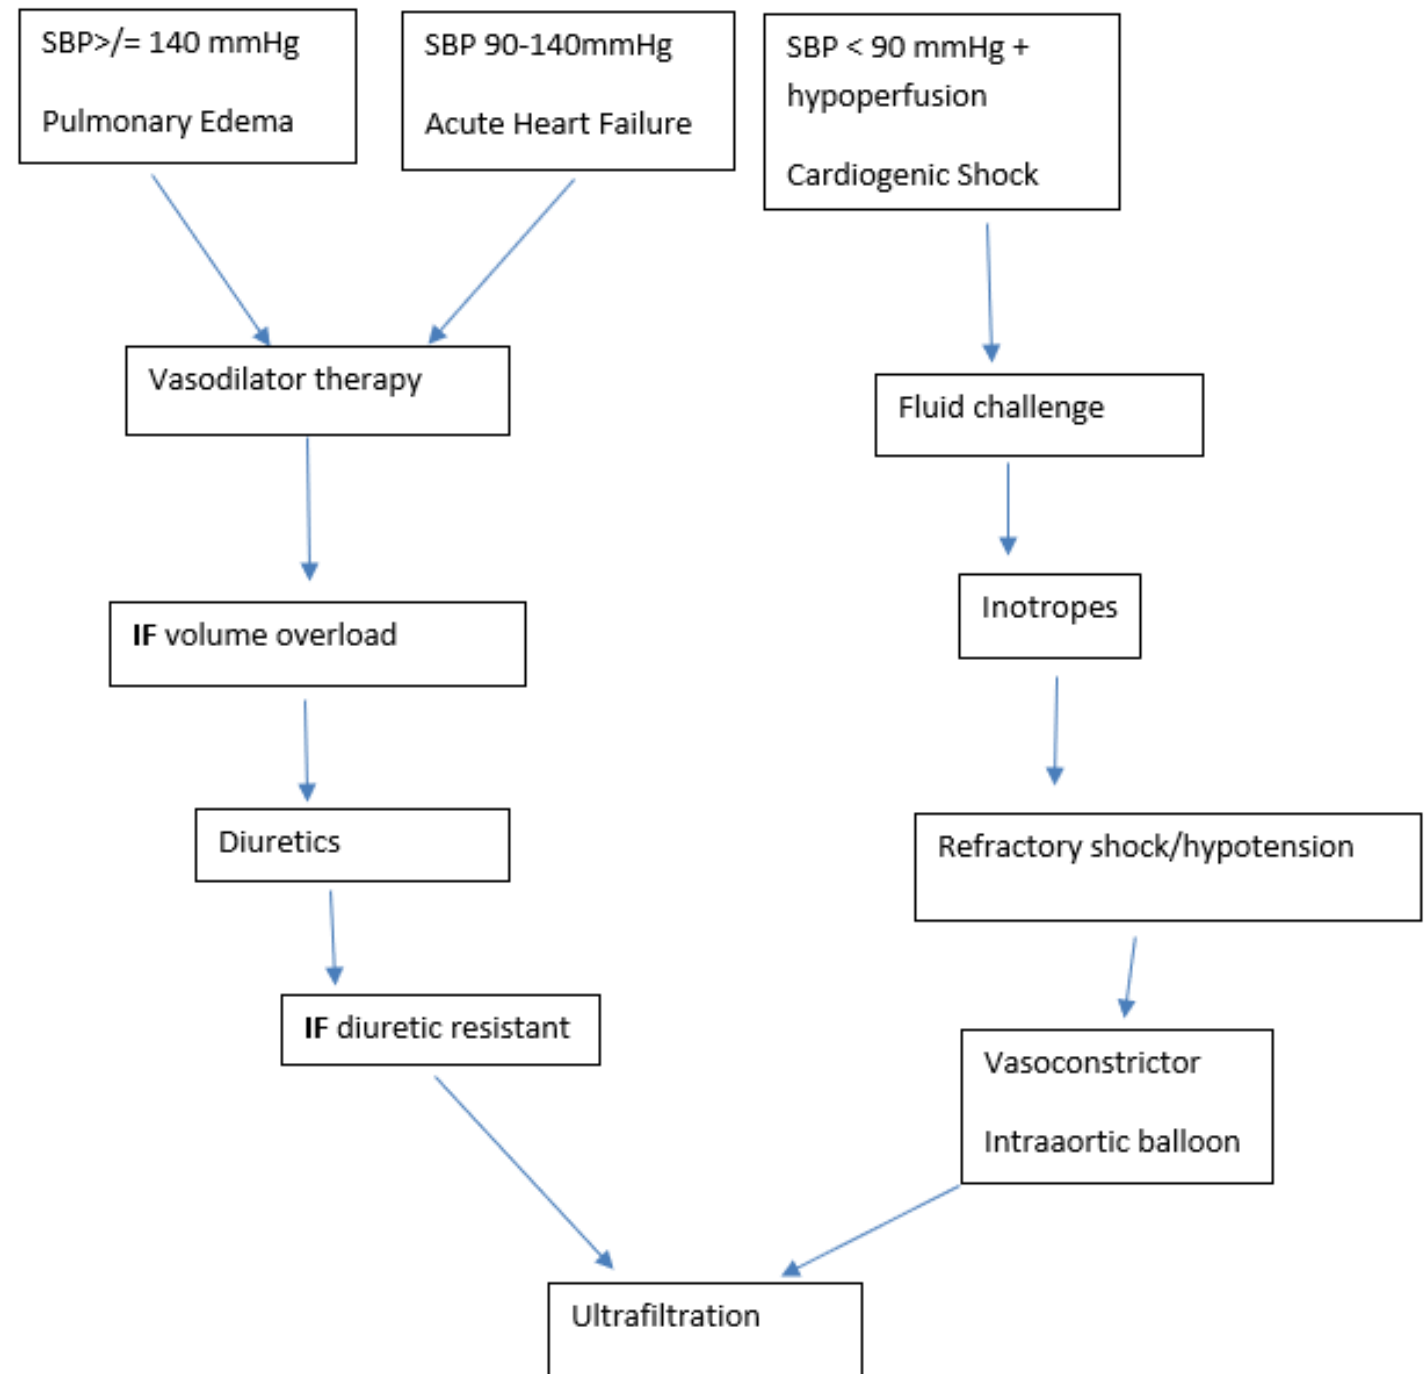 SBP>/= 140 mmHg
Pulmonary Edema
SBP 90-140mmHg
Acute Heart Failure
SBP < 90 mmHg +
hypoperfusion
Cardiogenic Shock
Vasodilator therapy
Fluid challenge
IF volume overload
Inotropes
Diuretics
Refractory shock/hypotension
IF diuretic resistant
Vasoconstrictor
Intraaortic balloon
Ultrafiltration